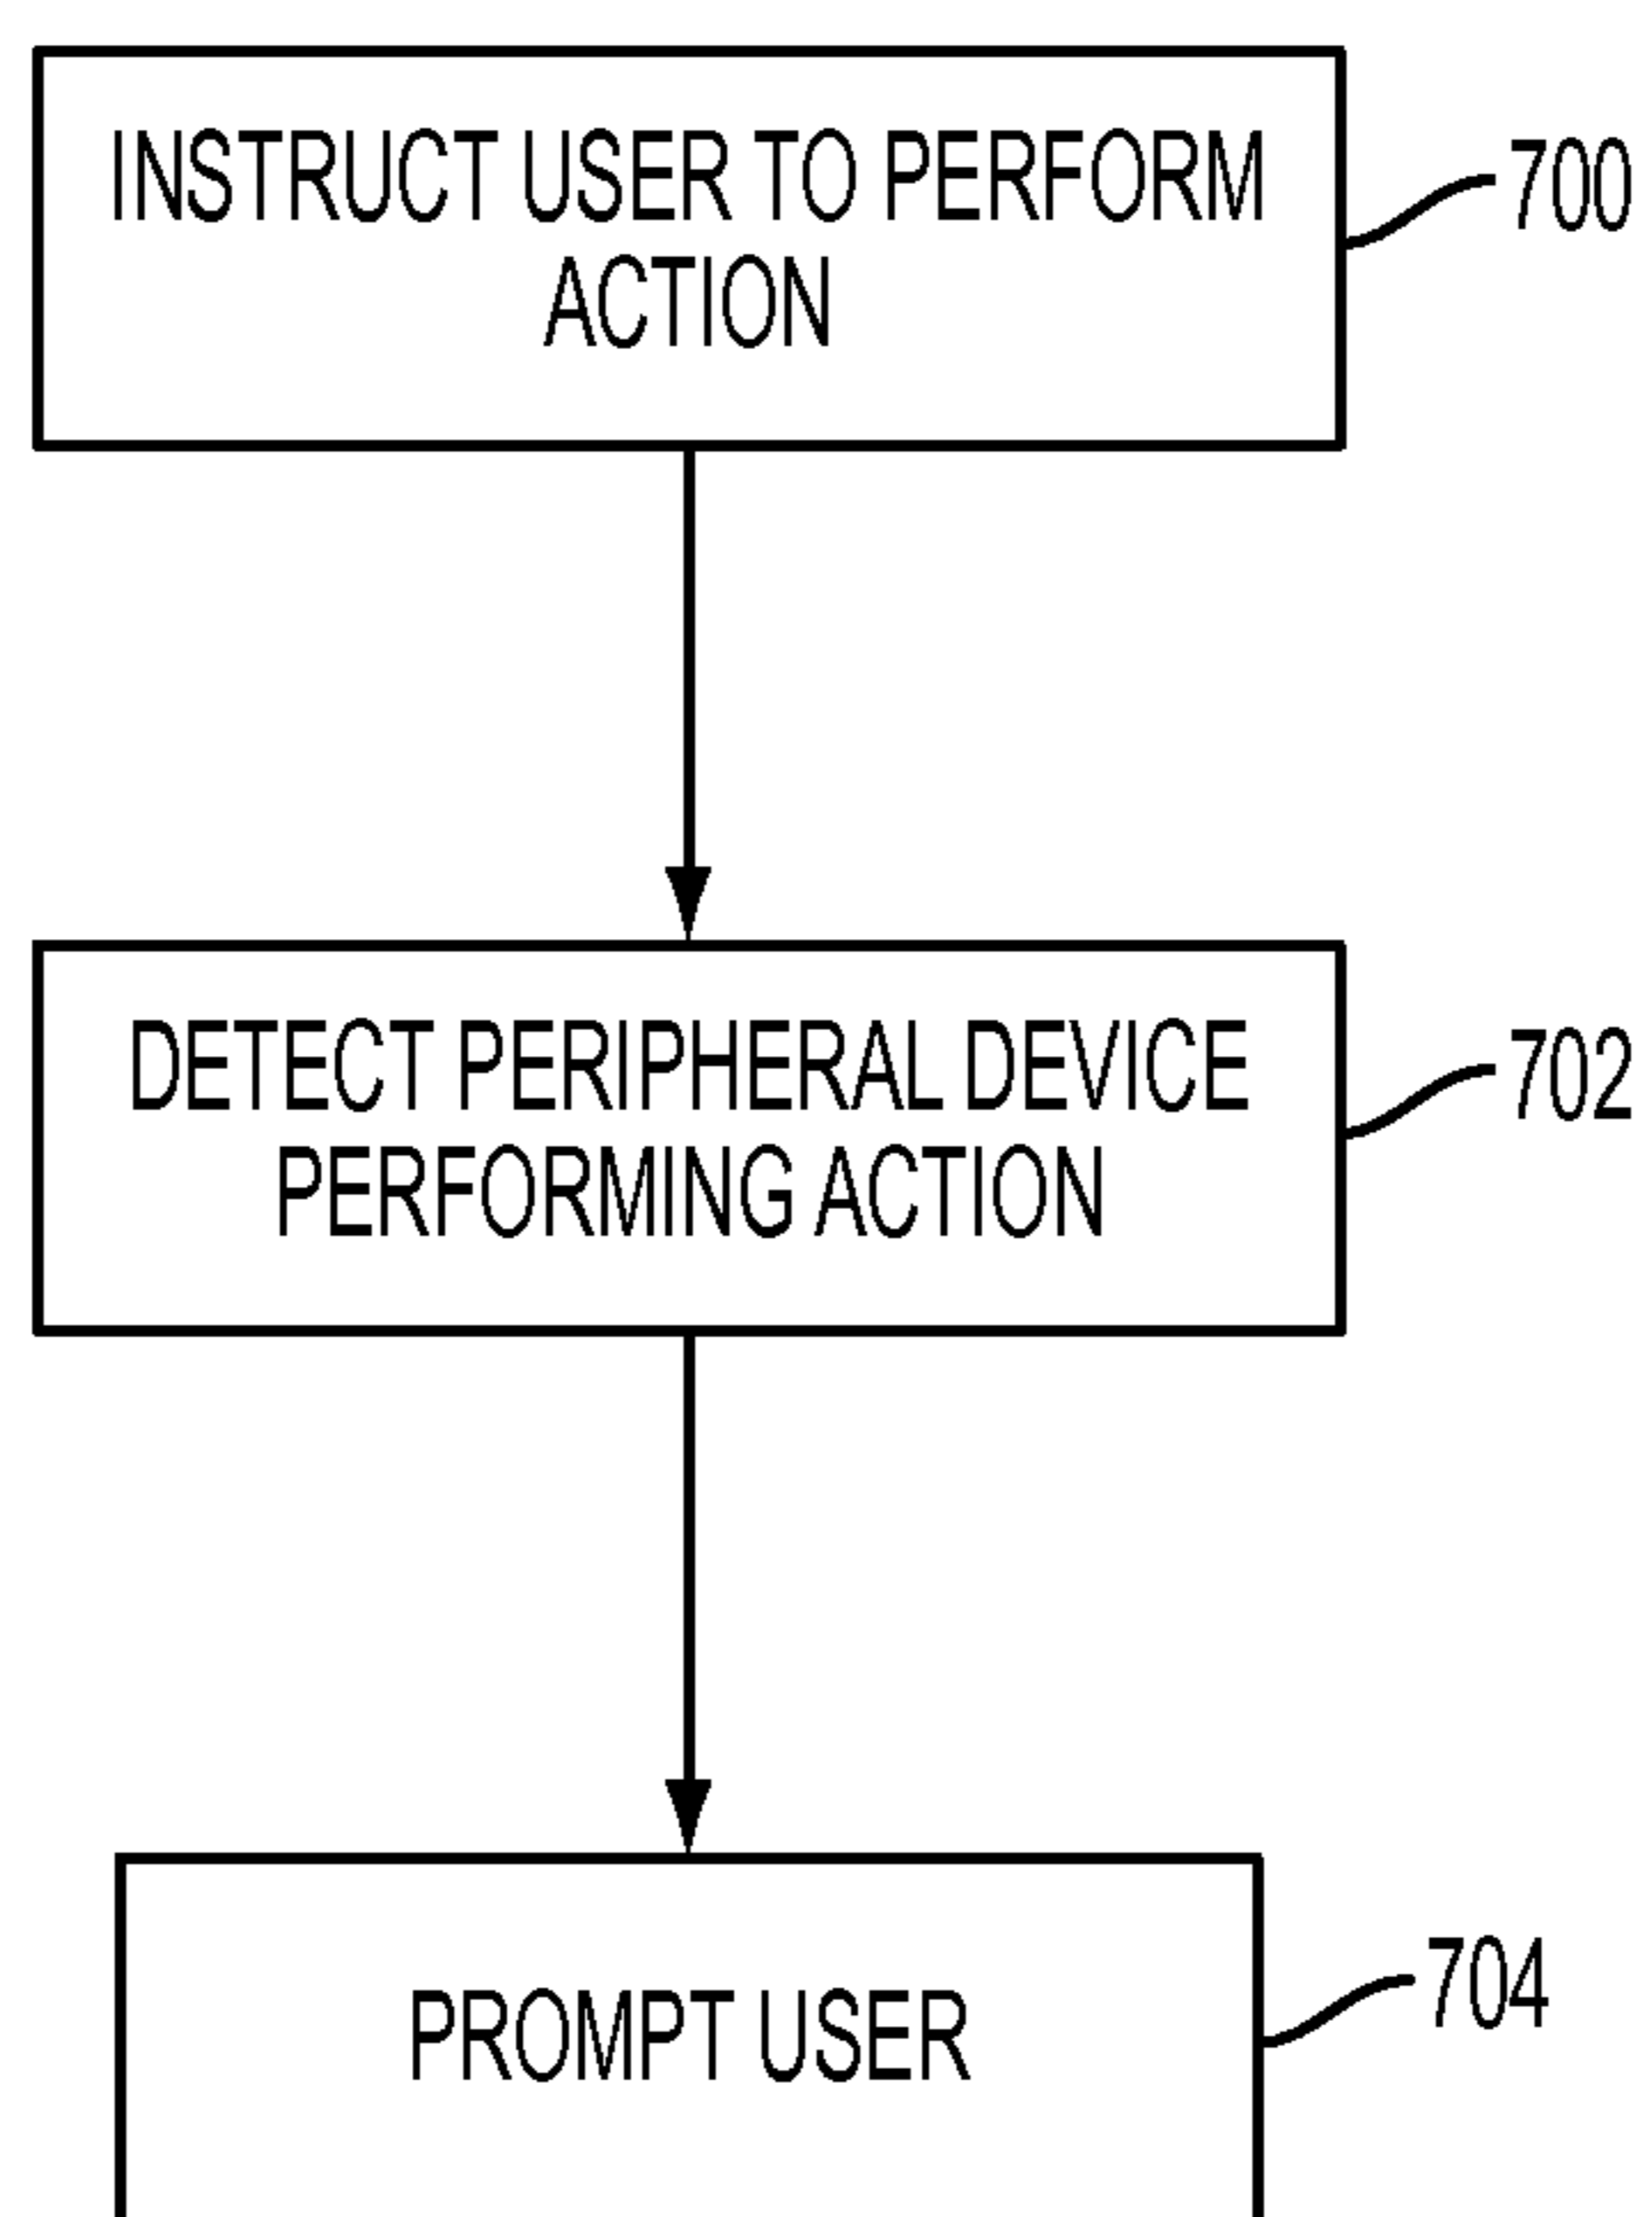 INSTRUCT USER TO PERFORM
ACTION
700
DETECT PERIPHERAL DEVICE
PERFORMING ACTION
702
PROMPT USER
704